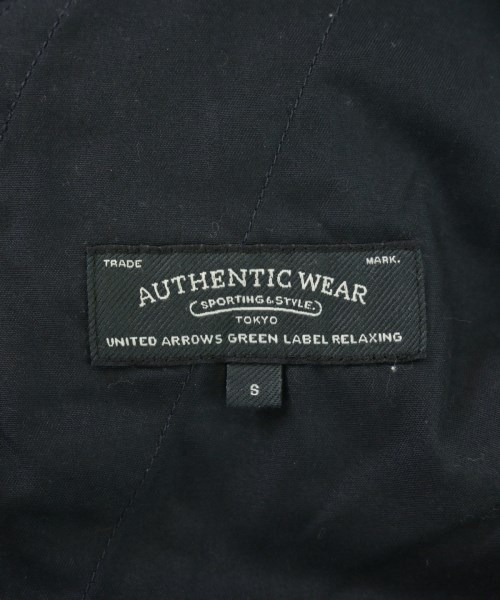 TRADE MARK.
AUTHENTIC WEAR
SPORTING & STYLE.
TOKYO
UNITED ARROWS GREEN LABEL RELAXING
S